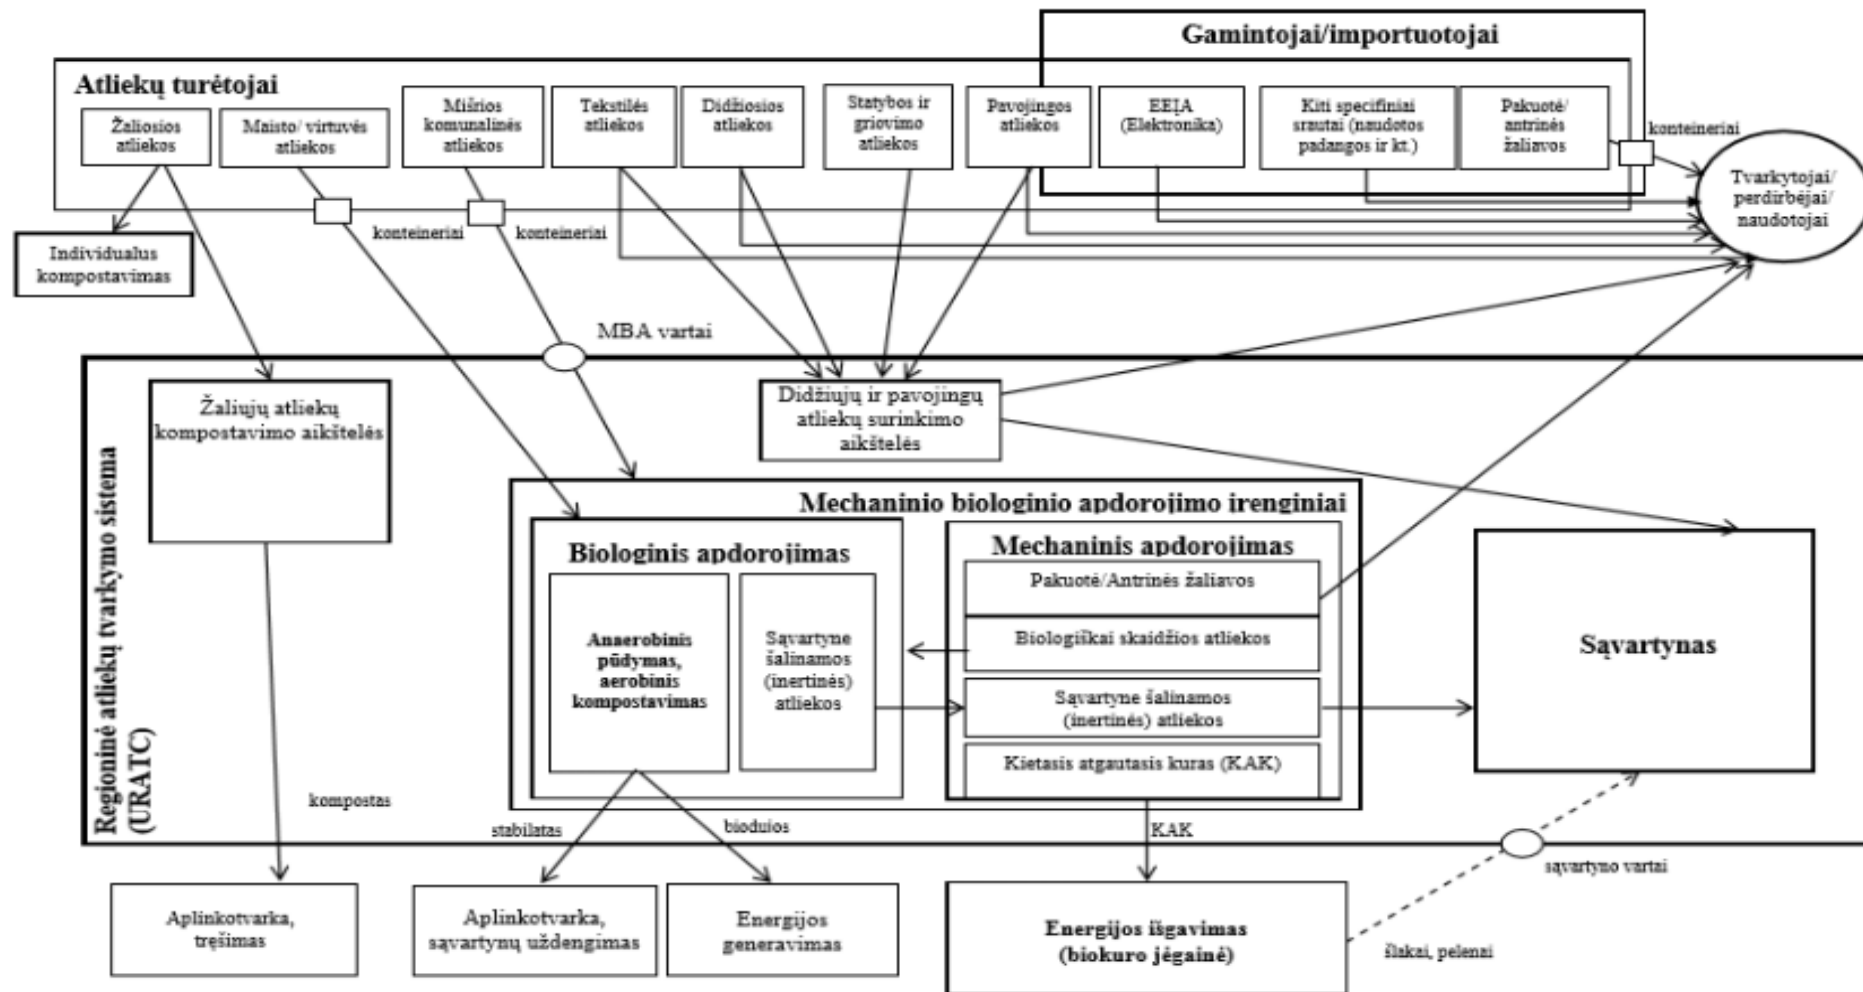 Gamintojai/importuotojai
Atliekų turėtojai
Žaliosios
atliekos
Maisto/ virtuvės
atliekos
Mišrios
komunalinės
atliekos
Tekstilės
atliekos
Didžiosios
atliekos
Statybos ir
griovimo
atliekos
Pavojingos
atliekos
EEĮA
(Elektronika)
Kiti specifiniai
srautai (naudotos
padangos ir kt.)
Pakuotė/
antrinės
žaliavos
konteineriai
Tvarkytojai/
perdirbėjai/
naudotojai
konteineriai
konteineriai
Individualus
kompostavimas
MBA vartai
Regioninė atliekų tvarkymo sistema
(URATC)
Žaliųjų atliekų
kompostavimo aikštelės
Didžiųjų ir pavojingų
atliekų surinkimo
aikštelės
Mechaninio biologinio apdorojimo irenginiai
Biologinis apdorojimas
Anaerobinis
pūdymas,
aerobinis
kompostavimas
Sąvartyne
šalinamos
(inertinės)
atliekos
Mechaninis apdorojimas
Pakuotė/Antrinės žaliavos
Biologiškai skaidžios atliekos
Sąvartyne šalinamos
(inertinės) atliekos
Kietasis atgautasis kuras (KAK)
Sąvartynas
kompostas
stabilatas
biodujos
KAK
sąvartyno vartai
Aplinkotvarka,
tręšimas
Aplinkotvarka,
sąvartynų uždengimas
Energijos
generavimas
Energijos išgavimas
(biokuro jėgainė)
šlakai, pelenai